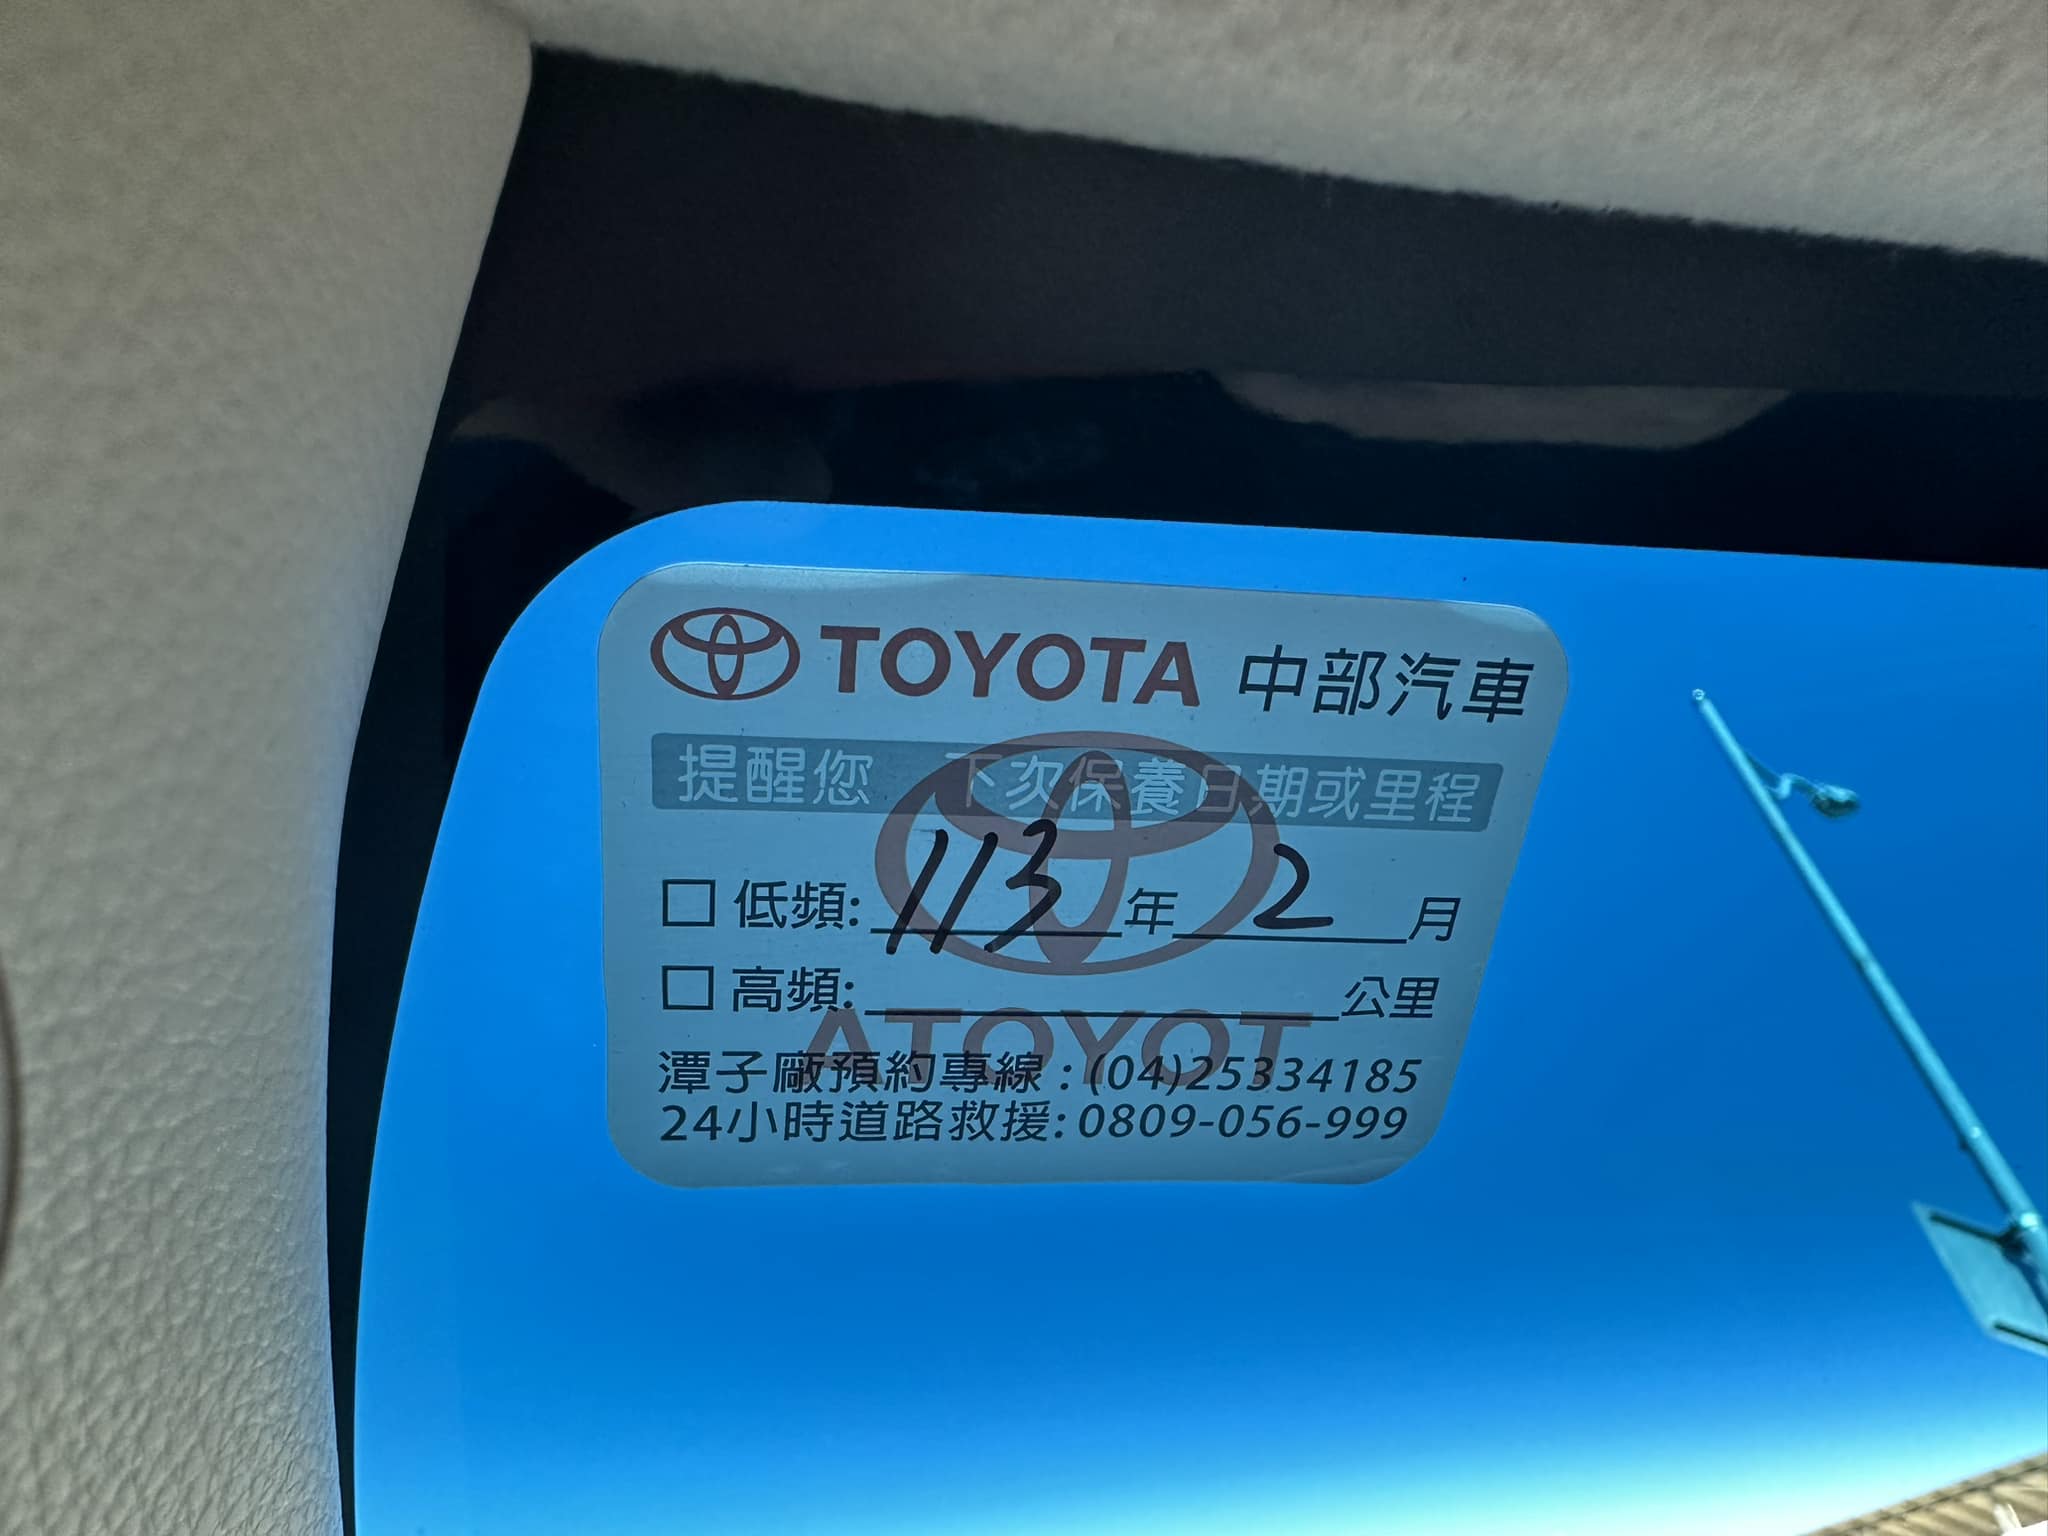 TOYOTA 中部汽車
提醒您 下次保養日期或里程
□ 低頻: 113 年 2 月
□ 高頻: 公里
ATOYOT
潭子廠預約專線 : (04)25334185
24小時道路救援: 0809-056-999